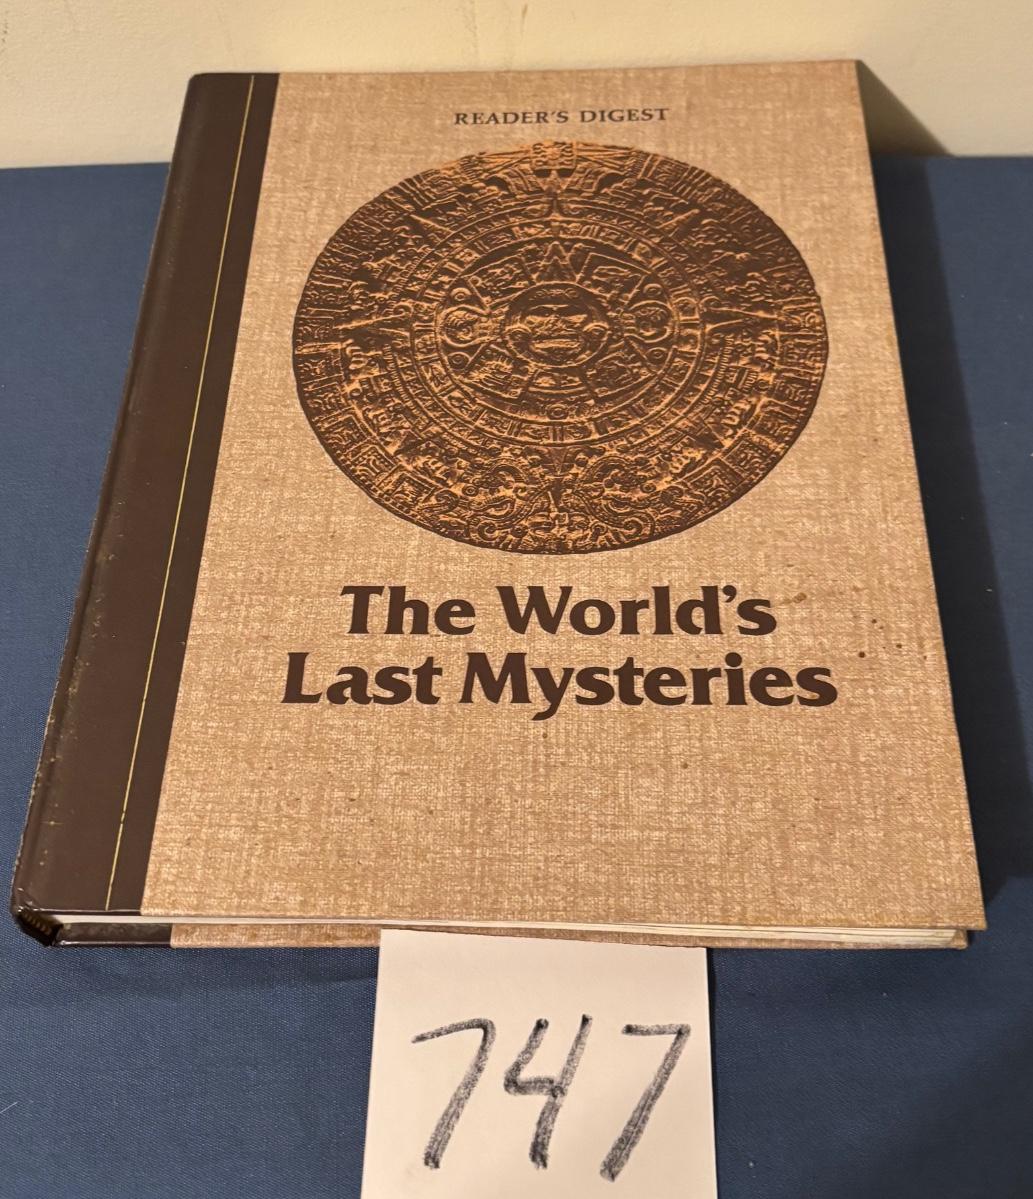 READER'S DIGEST
The World's
Last Mysteries
747